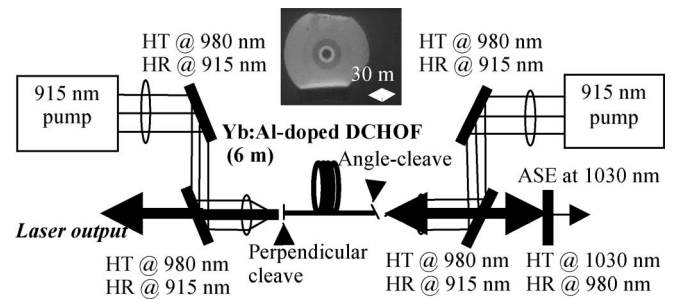 HT @ 980 nm
HR @ 915 nm
915 nm
pump
30 m
HT @ 980 nm
HR @ 915 nm
915 nm
pump
Yb:Al-doped DCHOF
(6 m)
Angle-cleave
ASE at 1030 nm
Laser output
Perpendicular
cleave
HT @ 980 nm
HR @ 915 nm
HT @ 980 nm
HR @ 915 nm
HT @ 1030 nm
HR @ 980 nm